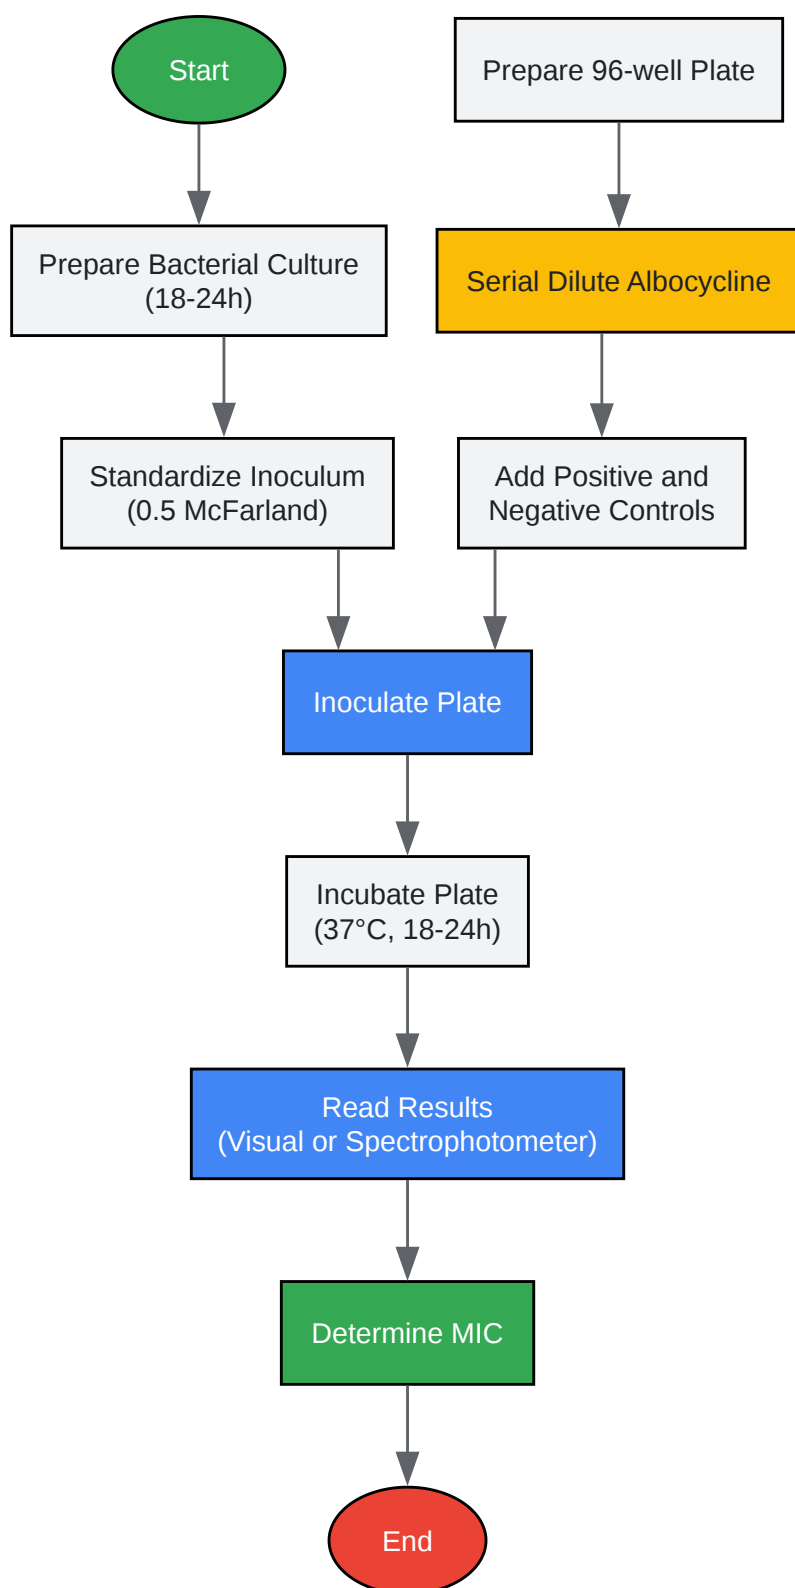 Start
Prepare 96-well Plate
Prepare Bacterial Culture
(18-24h)
Serial Dilute Albocycline
Standardize Inoculum
(0.5 McFarland)
Add Positive and
Negative Controls
Inoculate Plate
Incubate Plate
(37°C, 18-24h)
Read Results
(Visual or Spectrophotometer)
Determine MIC
End